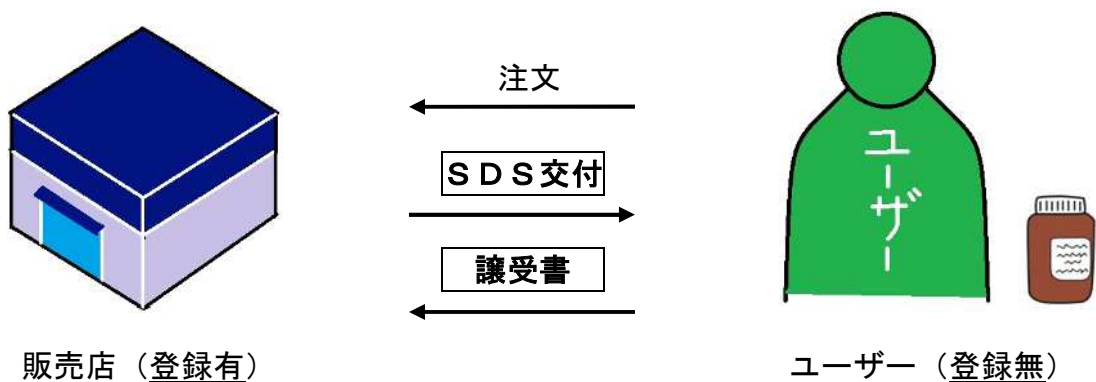 注文
ＳＤＳ交付
譲受書
ユーザー
販売店（登録有）
ユーザー（登録無）